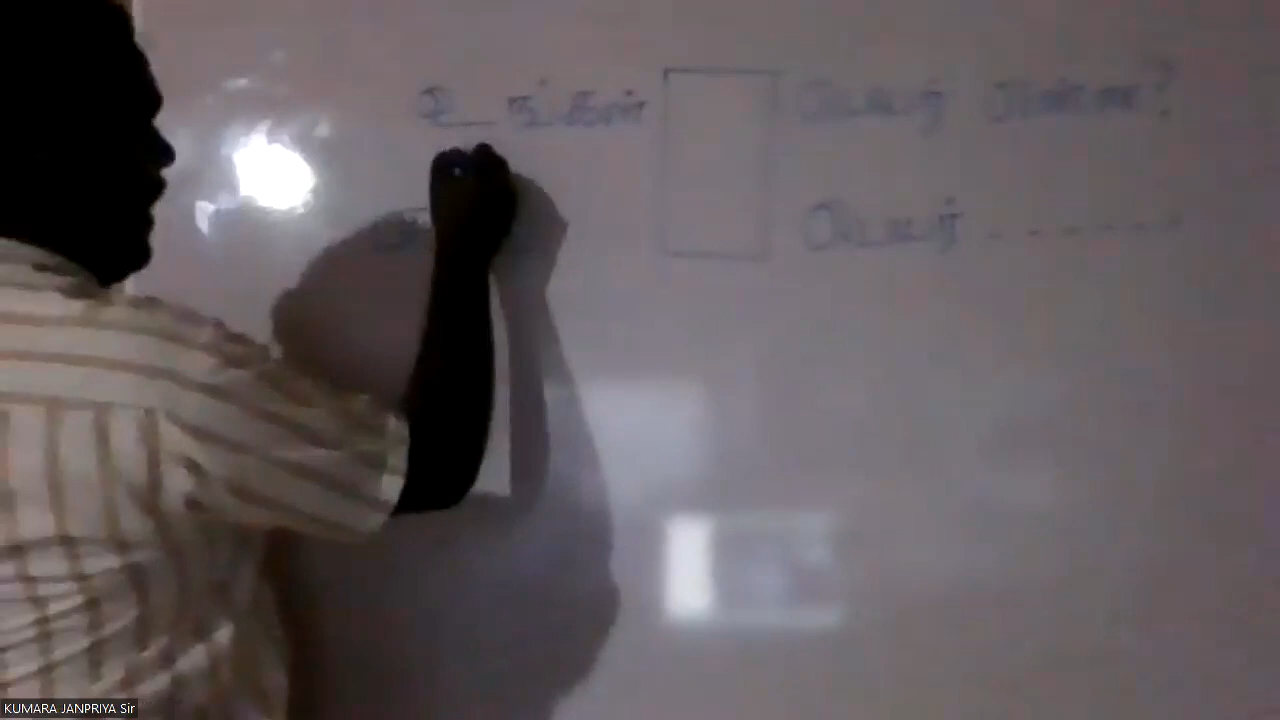 உங்கள் பெயர் என்ன?
பெயர் - - - - - -
KUMARA JANPRIYA Sir